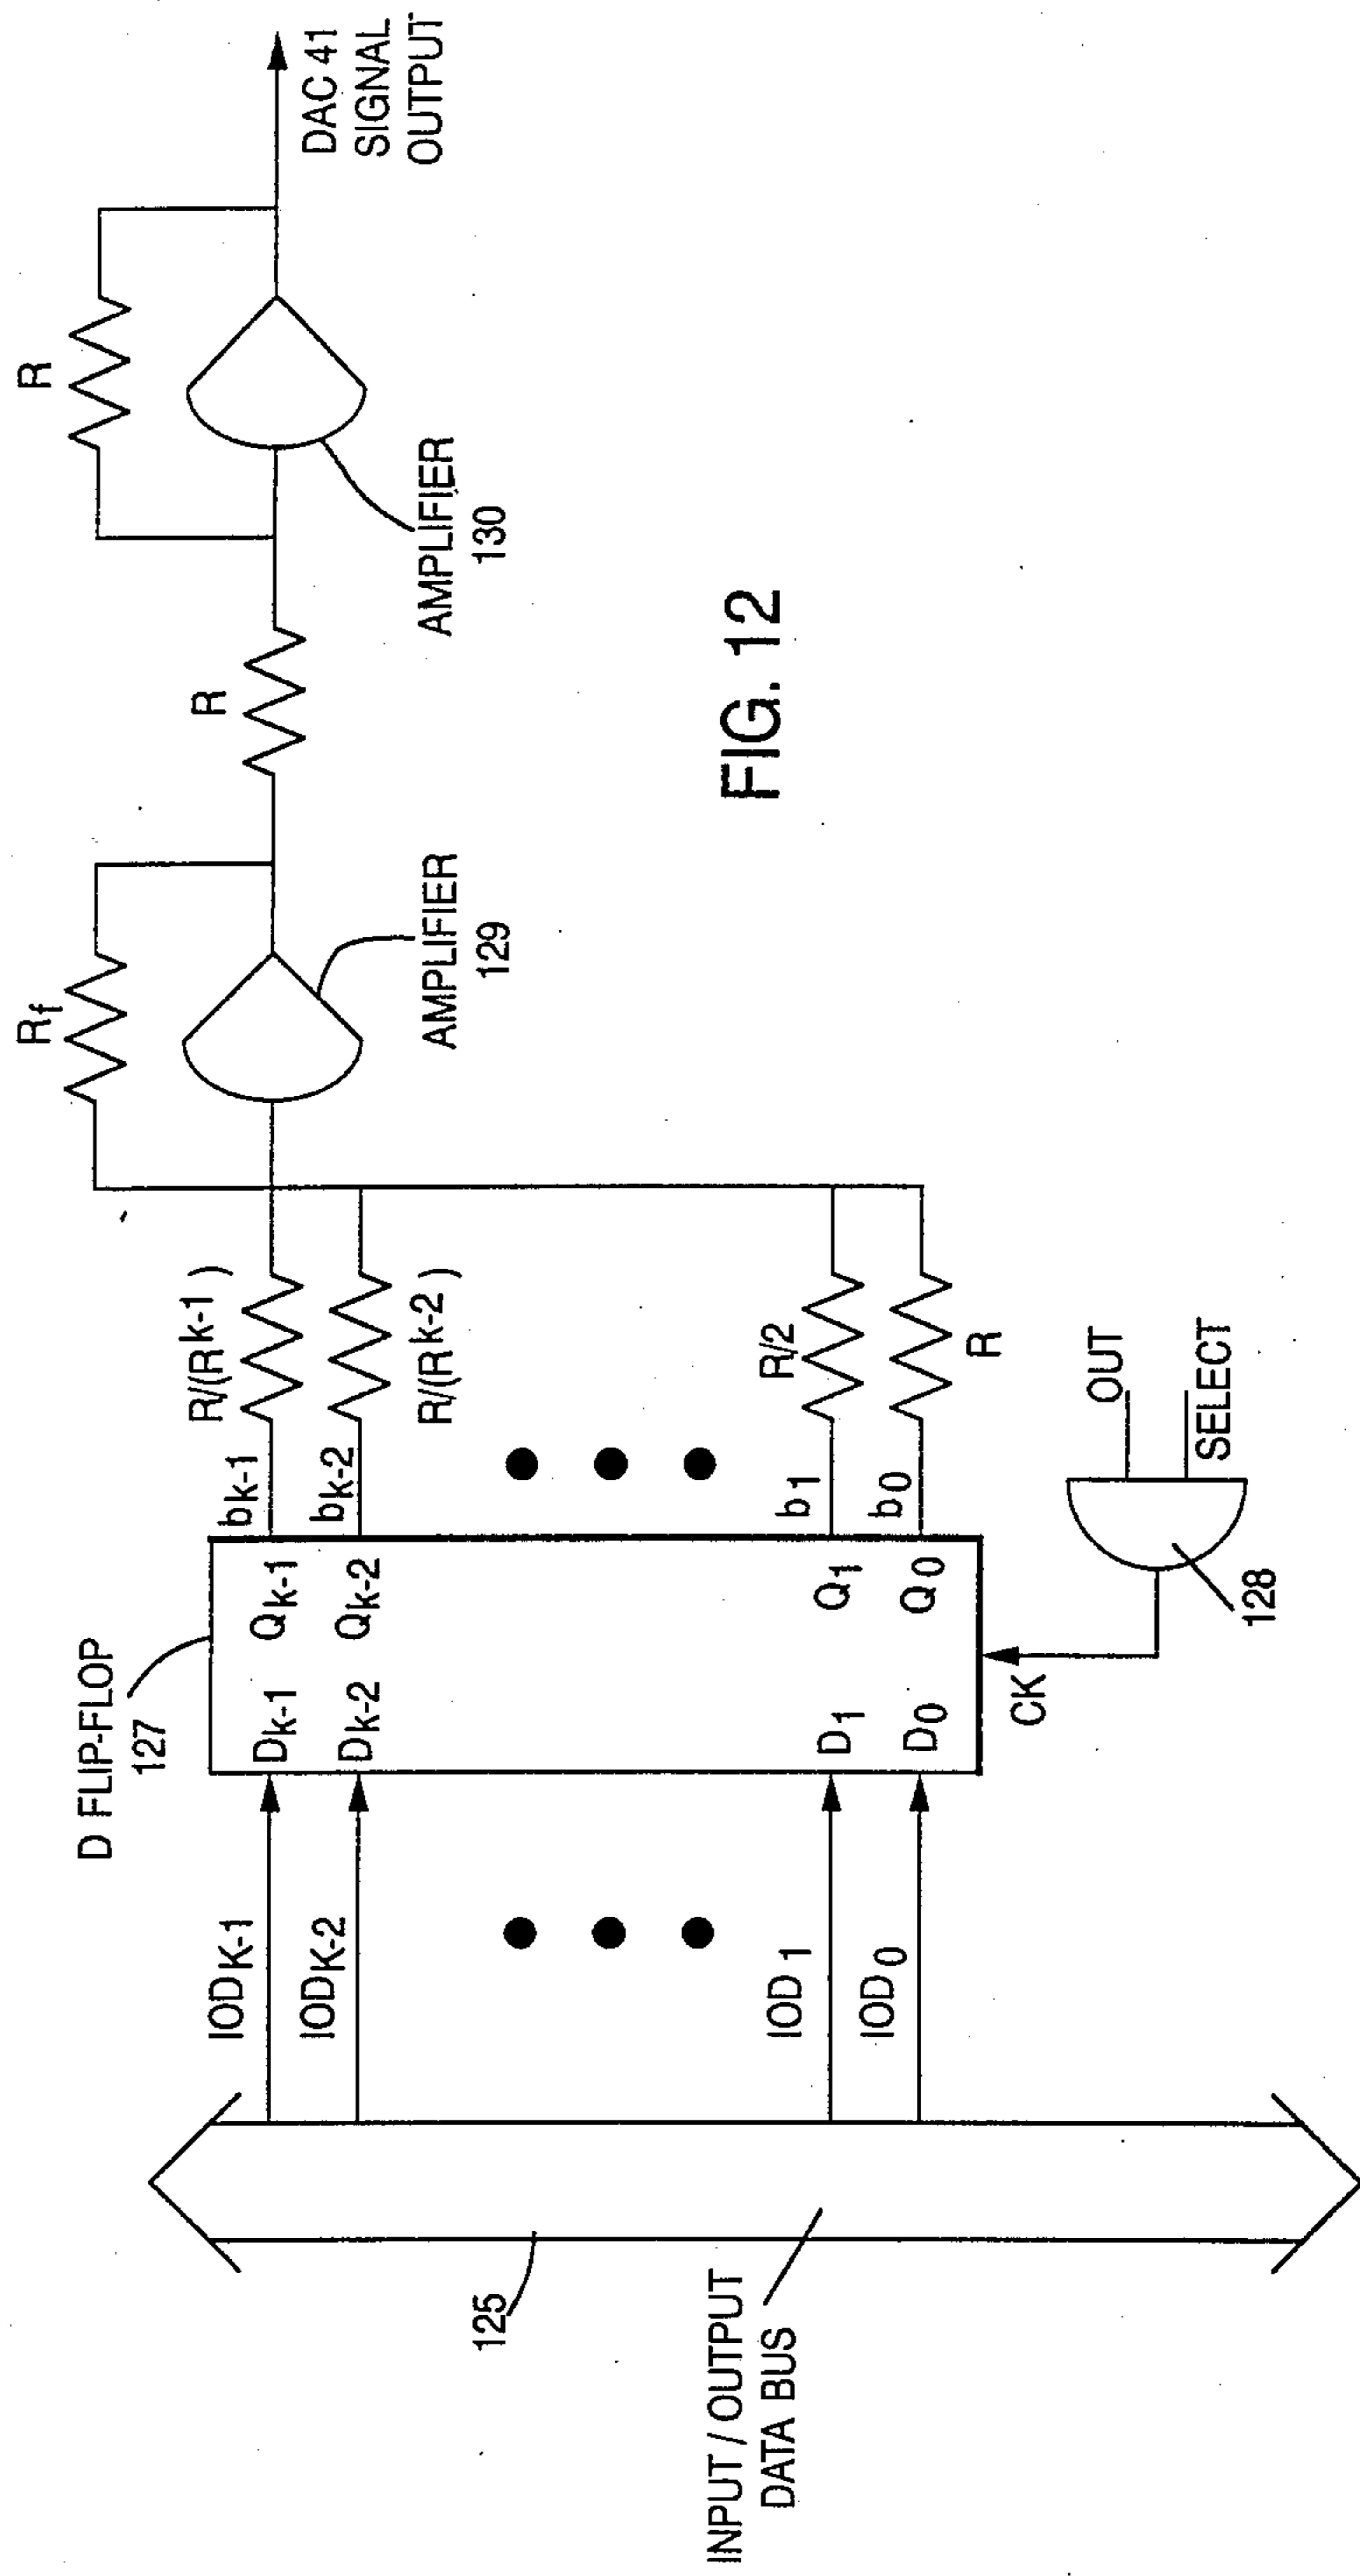 R
DAC 41
SIGNAL
OUTPUT
AMPLIFIER
130
R
Rf
AMPLIFIER
129
R/(Rk-1)
R/(Rk-2)
R/2
R
bk-1
bk-2
b1
b0
OUT
SELECT
128
D FLIP-FLOP
127
Dk-1 Qk-1
Dk-2 Qk-2
D1 Q1
D0 Q0
CK
IODK-1
IODK-2
IOD1
IOD0
125
INPUT / OUTPUT
DATA BUS
FIG. 12